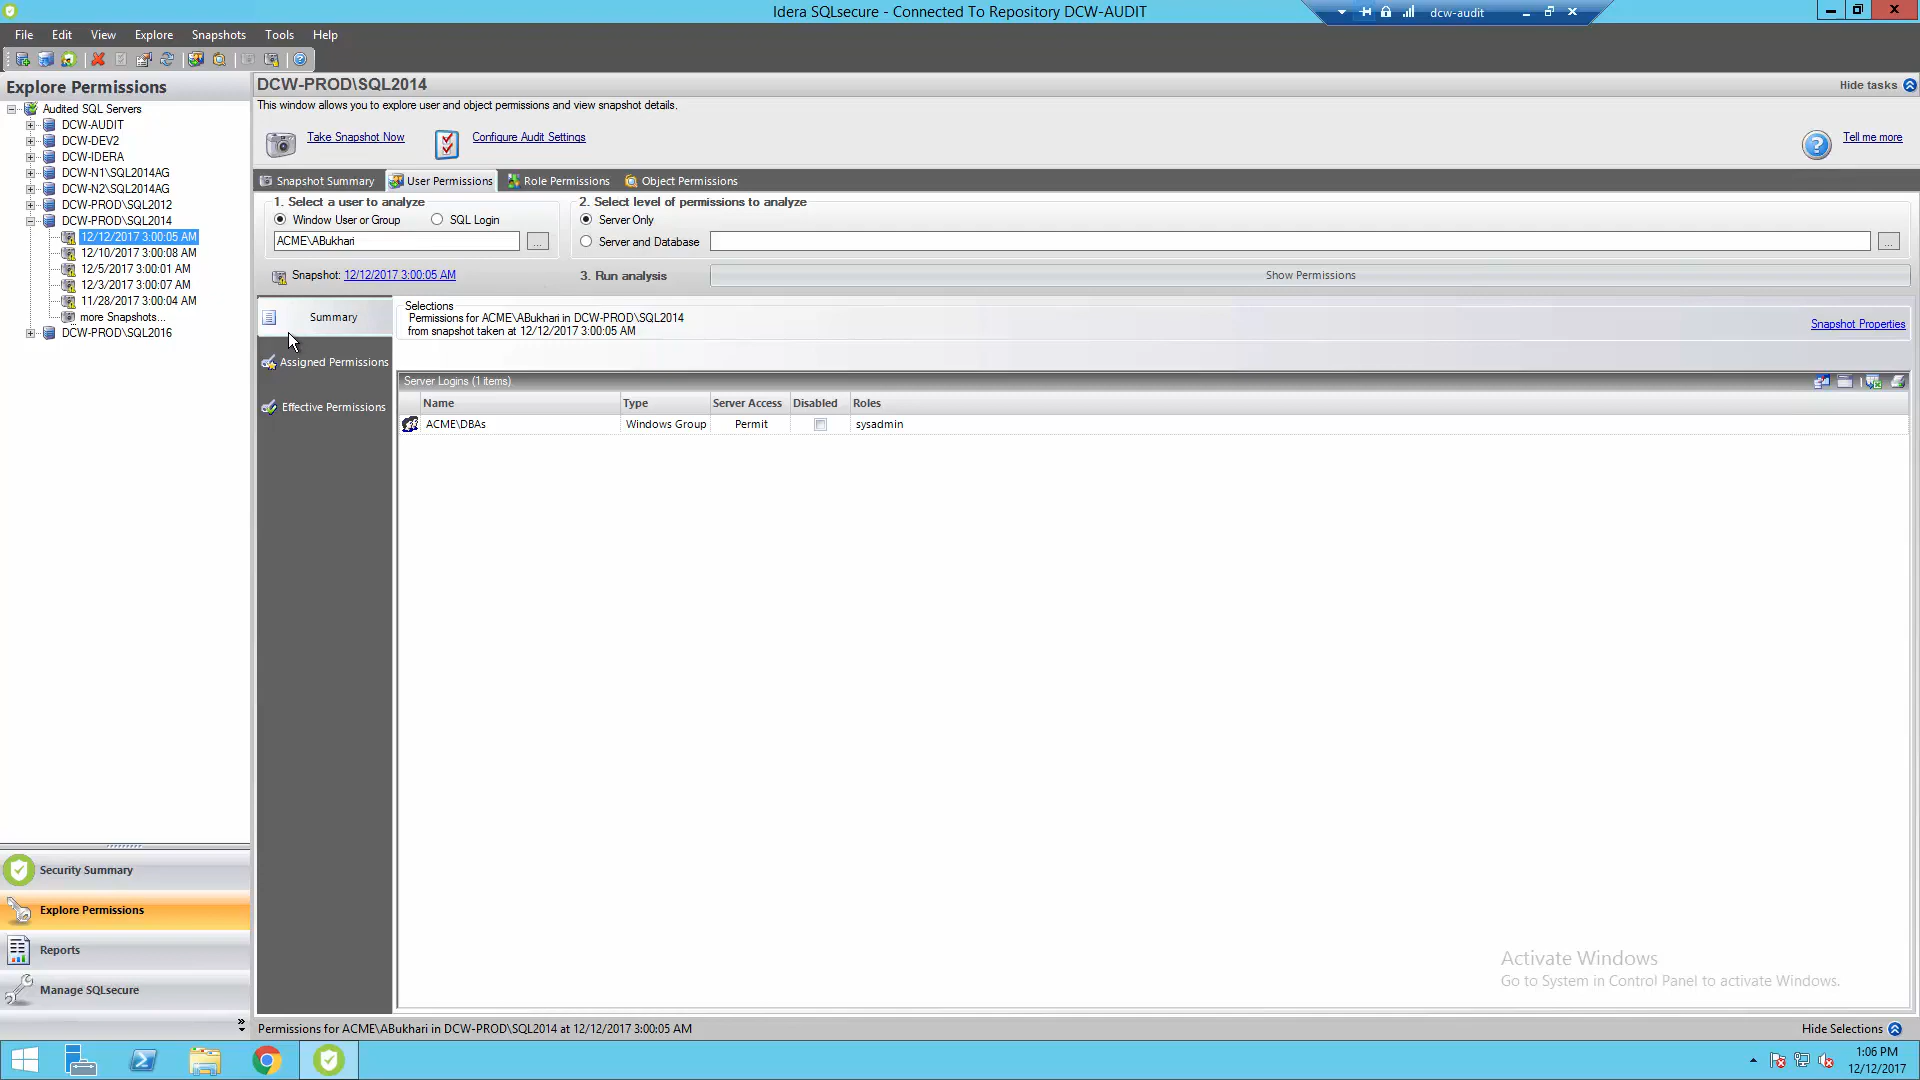 Idera SQLsecure - Connected To Repository DCW-AUDIT
dcw-audit
File Edit View Explore Snapshots Tools Help
Explore Permissions
Audited SQL Servers
DCW-AUDIT
DCW-DEV2
DCW-IDERA
DCW-N1\SQL2014AG
DCW-N2\SQL2014AG
DCW-PROD\SQL2012
DCW-PROD\SQL2014
12/12/2017 3:00:05 AM
12/10/2017 3:00:08 AM
12/5/2017 3:00:01 AM
12/3/2017 3:00:07 AM
11/28/2017 3:00:04 AM
more Snapshots...
DCW-PROD\SQL2016
Security Summary
Explore Permissions
Reports
Manage SQLsecure
DCW-PROD\SQL2014
Hide tasks
This window allows you to explore user and object permissions and view snapshot details.
Take Snapshot Now
Configure Audit Settings
Tell me more
Snapshot Summary User Permissions Role Permissions Object Permissions
1. Select a user to analyze
Window User or Group SQL Login
ACME\ABukhari
...
2. Select level of permissions to analyze
Server Only
Server and Database
...
Snapshot: 12/12/2017 3:00:05 AM
3. Run analysis
Show Permissions
Summary
Assigned Permissions
Effective Permissions
Selections
Permissions for ACME\ABukhari in DCW-PROD\SQL2014
from snapshot taken at 12/12/2017 3:00:05 AM
Snapshot Properties
Server Logins (1 items)
Name Type Server Access Disabled Roles
ACME\DBAs Windows Group Permit sysadmin
Activate Windows
Go to System in Control Panel to activate Windows.
Permissions for ACME\ABukhari in DCW-PROD\SQL2014 at 12/12/2017 3:00:05 AM
Hide Selections
1:06 PM
12/12/2017